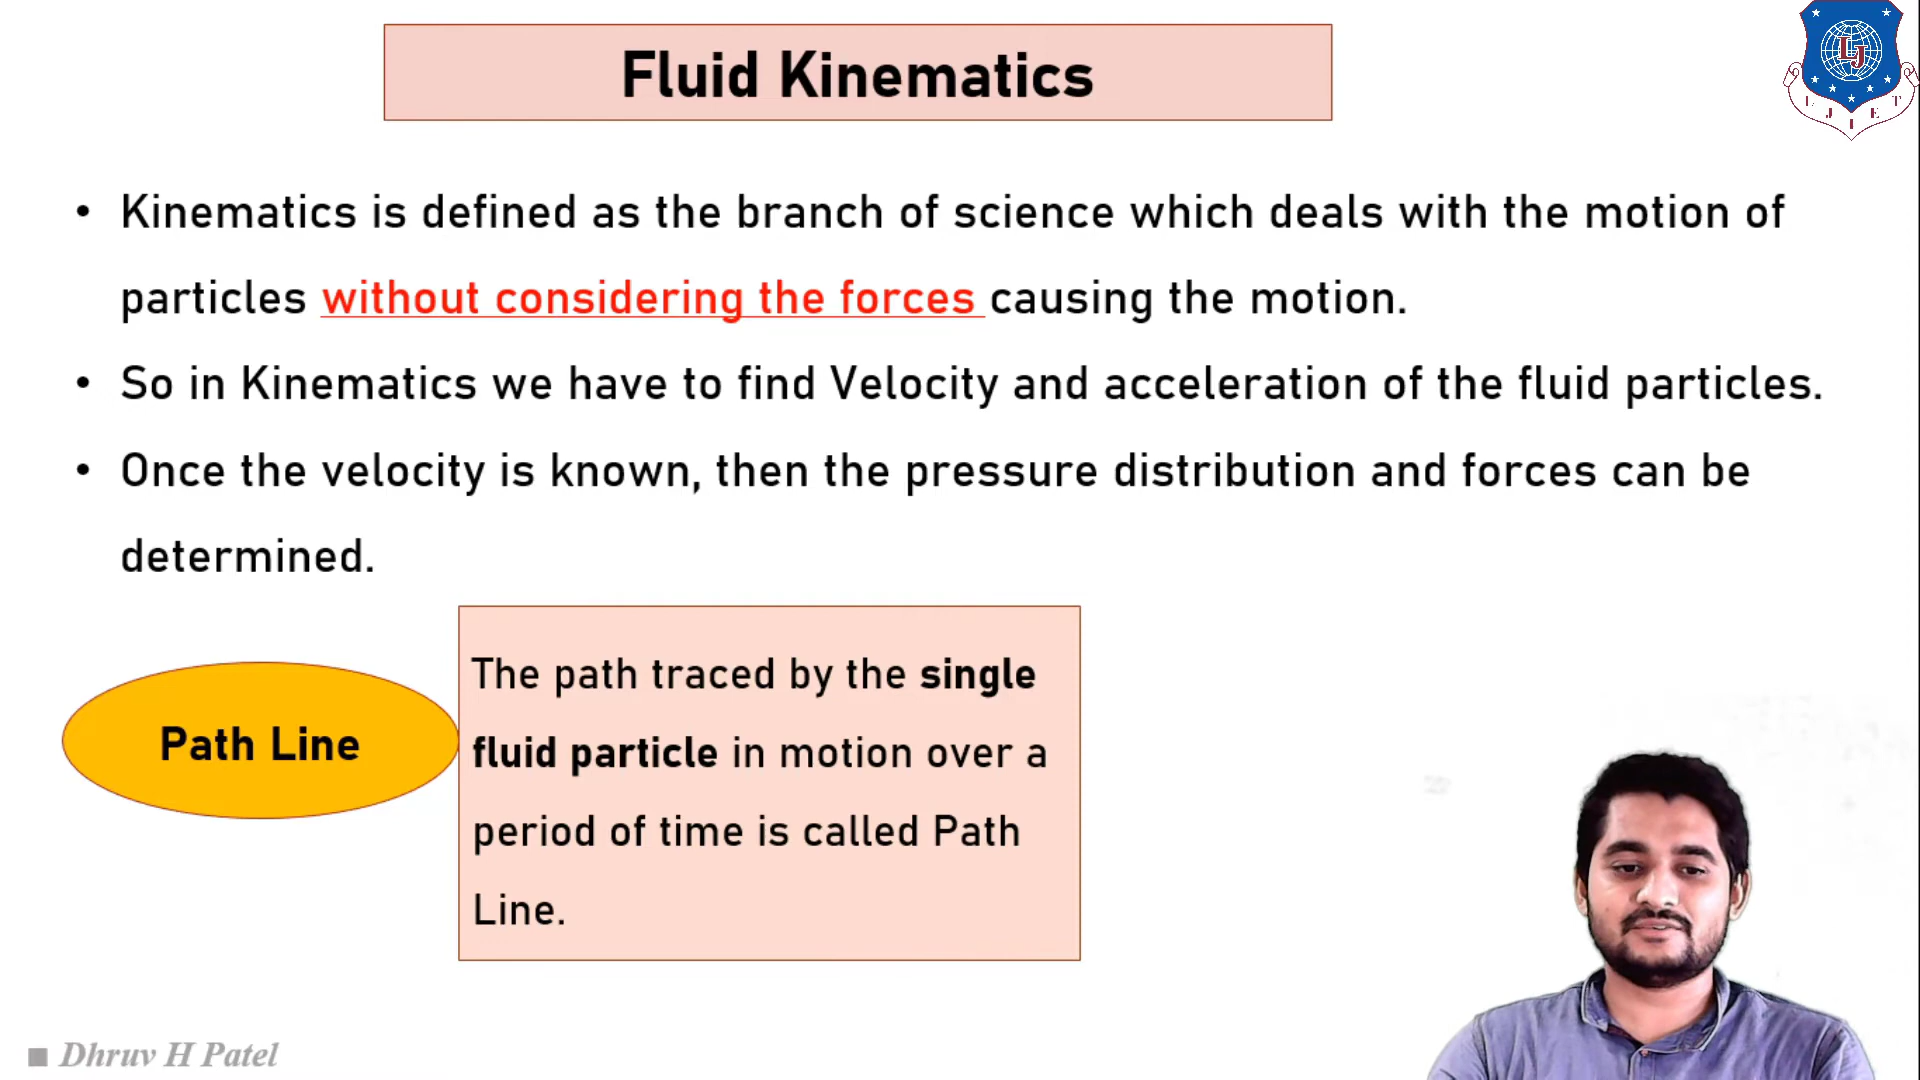 Fluid Kinematics
LJ
L J I E T
• Kinematics is defined as the branch of science which deals with the motion of
particles without considering the forces causing the motion.
• So in Kinematics we have to find Velocity and acceleration of the fluid particles.
• Once the velocity is known, then the pressure distribution and forces can be
determined.
Path Line
The path traced by the single
fluid particle in motion over a
period of time is called Path
Line.
Dhruv H Patel